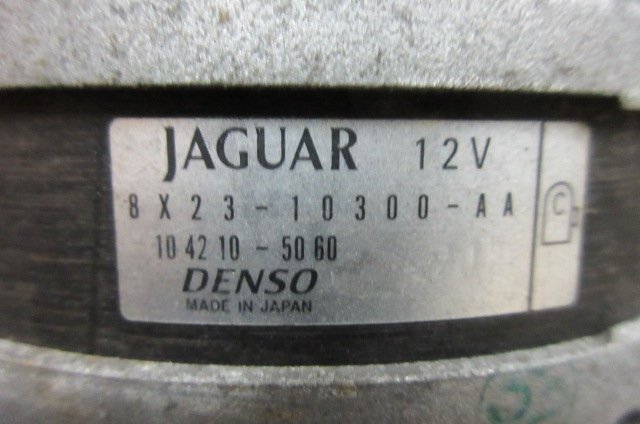 JAGUAR 12V
8X23-10300-AA
C
104210-5060
DENSO
MADE IN JAPAN